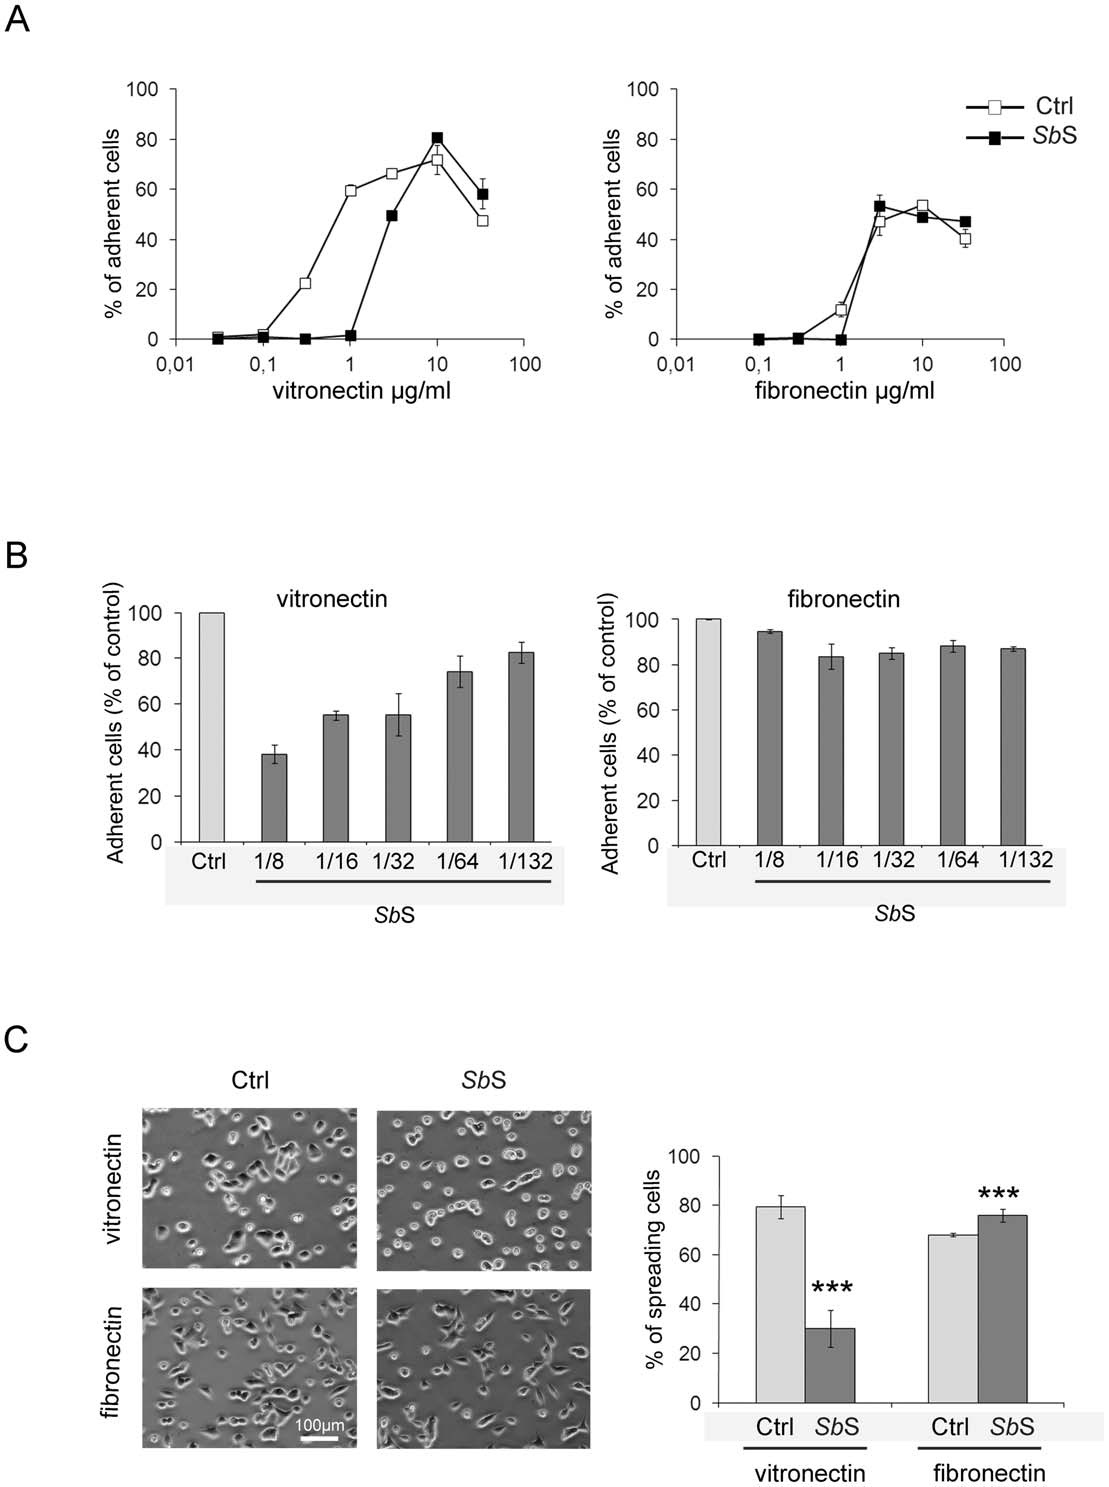 A
100
80
60
40
20
0
% of adherent cells
0,01 0,1 1 10 100
vitronectin µg/ml
100
80
60
40
20
0
% of adherent cells
0,01 0,1 1 10 100
fibronectin µg/ml
Ctrl
SbS
B
vitronectin
100
80
60
40
20
0
Adherent cells (% of control)
Ctrl 1/8 1/16 1/32 1/64 1/132
SbS
fibronectin
100
80
60
40
20
0
Adherent cells (% of control)
Ctrl 1/8 1/16 1/32 1/64 1/132
SbS
C
Ctrl SbS
vitronectin
fibronectin
100µm
100
80
60
40
20
0
% of spreading cells
***
***
Ctrl SbS Ctrl SbS
vitronectin fibronectin